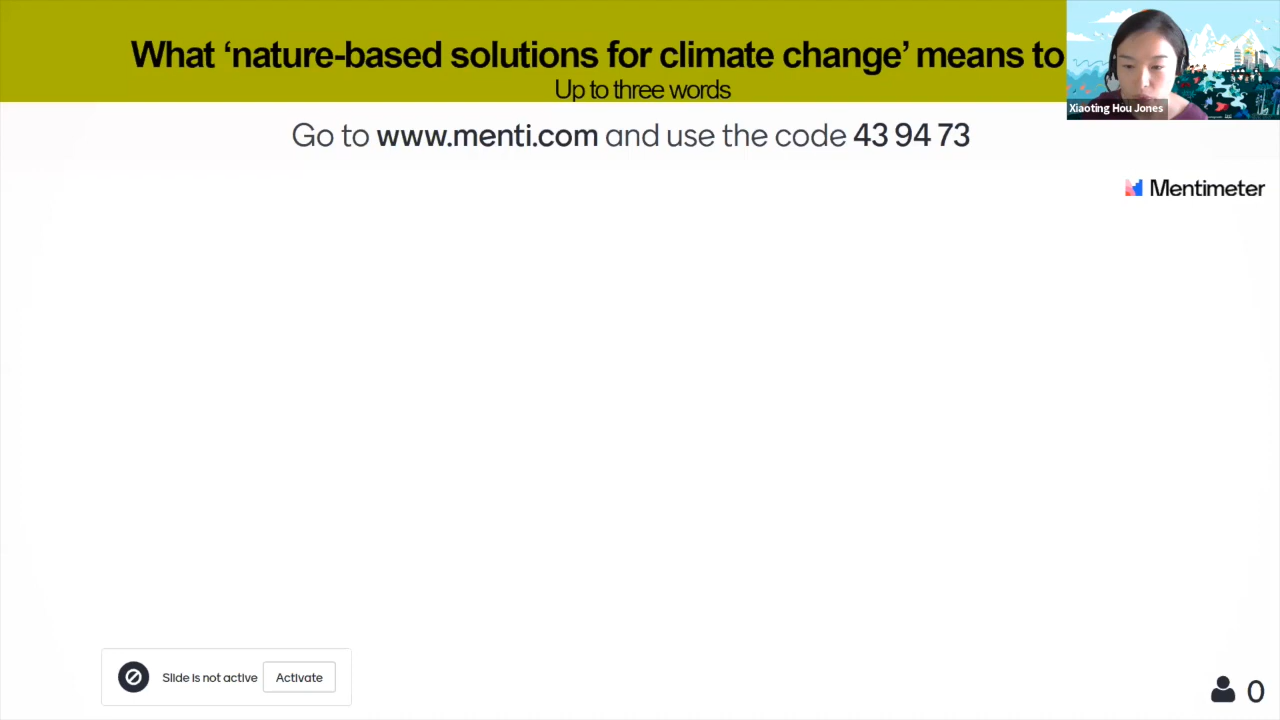 What ‘nature-based solutions for climate change’ means to
Up to three words
Xiaoting Hou Jones
Go to www.menti.com and use the code 43 94 73
Mentimeter
Slide is not active Activate
0